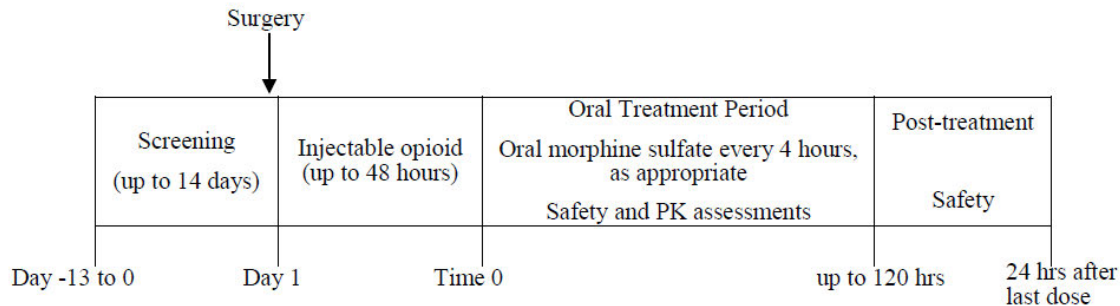 Surgery
Screening
(up to 14 days)
Injectable opioid
(up to 48 hours)
Oral Treatment Period
Oral morphine sulfate every 4 hours,
as appropriate
Safety and PK assessments
Post-treatment
Safety
Day -13 to 0
Day 1
Time 0
up to 120 hrs
24 hrs after
last dose